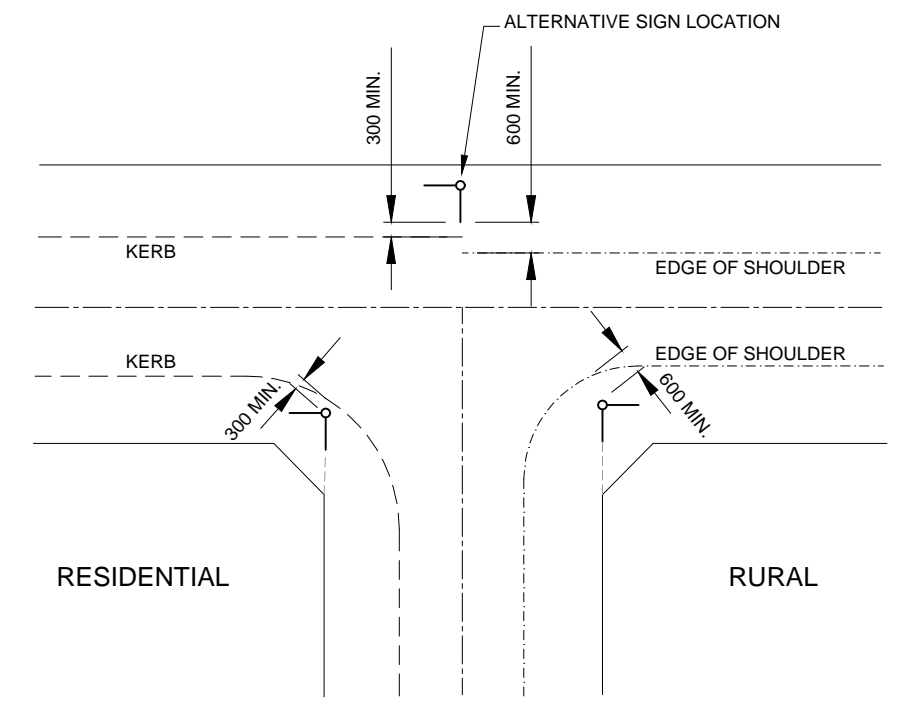 ALTERNATIVE SIGN LOCATION
300 MIN.
600 MIN.
KERB
EDGE OF SHOULDER
KERB
EDGE OF SHOULDER
300 MIN.
600 MIN.
RESIDENTIAL
RURAL